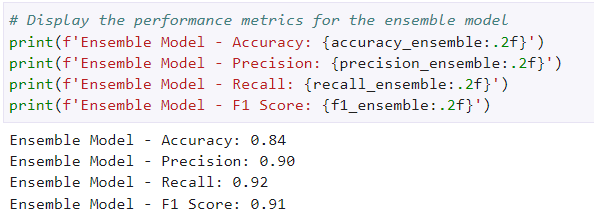 # Display the performance metrics for the ensemble model
print(f'Ensemble Model - Accuracy: {accuracy_ensemble:.2f}')
print(f'Ensemble Model - Precision: {precision_ensemble:.2f}')
print(f'Ensemble Model - Recall: {recall_ensemble:.2f}')
print(f'Ensemble Model - F1 Score: {f1_ensemble:.2f}')
Ensemble Model - Accuracy: 0.84
Ensemble Model - Precision: 0.90
Ensemble Model - Recall: 0.92
Ensemble Model - F1 Score: 0.91